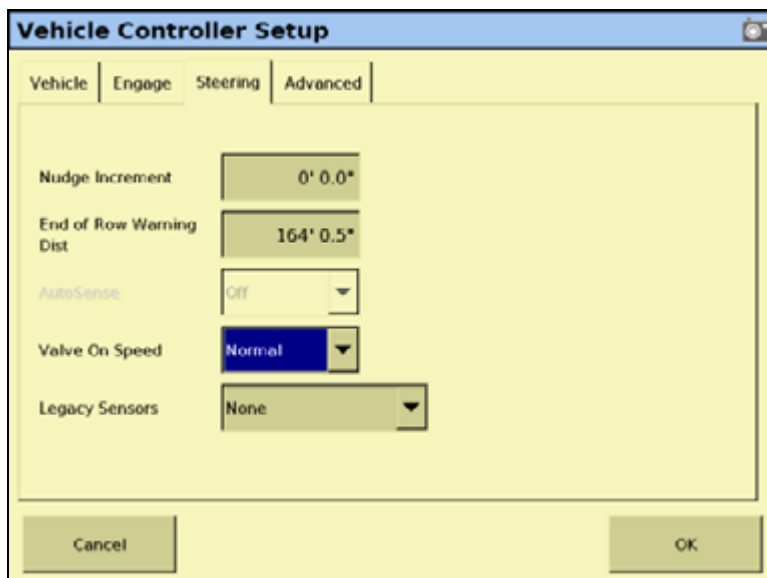 Vehicle Controller Setup
Vehicle Engage Steering Advanced
Nudge Increment 0' 0.0"
End of Row Warning
Dist 164' 0.5"
AutoSense Off
Valve On Speed Normal
Legacy Sensors None
Cancel OK